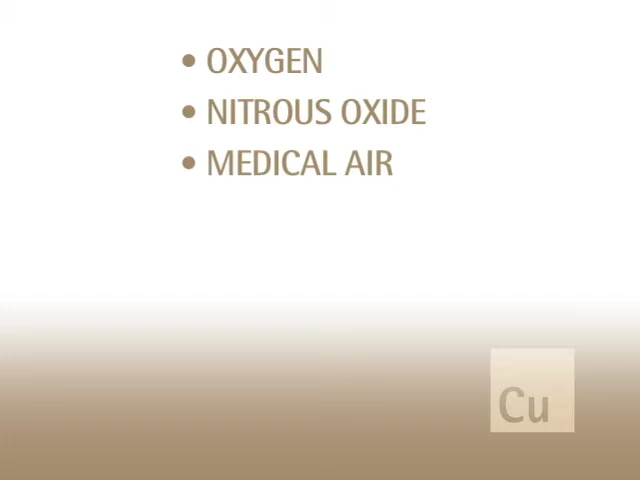 • OXYGEN
• NITROUS OXIDE
• MEDICAL AIR
Cu